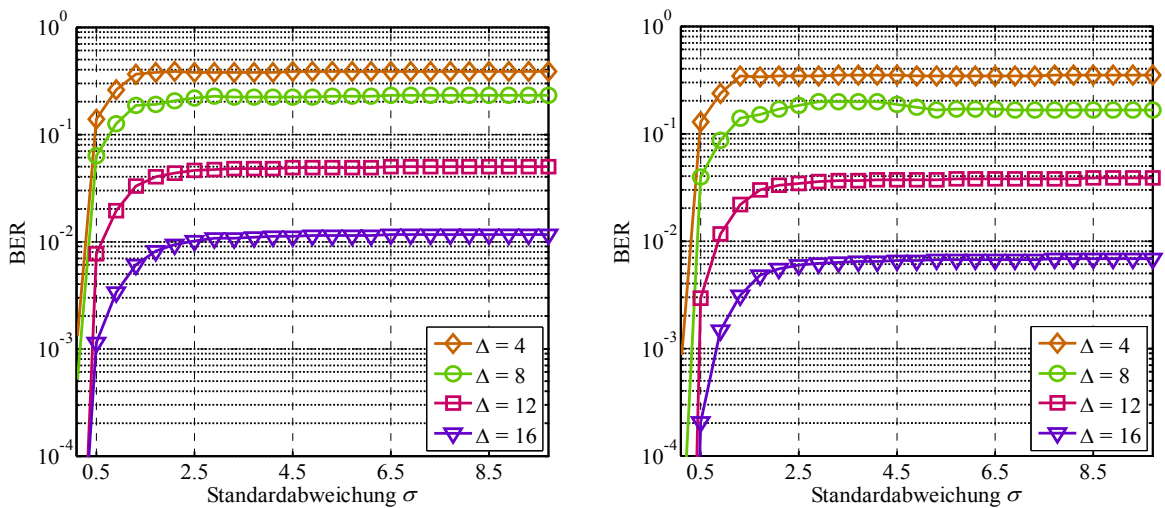 10^0
10^-1
10^-2
10^-3
10^-4
BER
0.5 2.5 4.5 6.5 8.5
Standardabweichung σ
Δ = 4
Δ = 8
Δ = 12
Δ = 16
10^0
10^-1
10^-2
10^-3
10^-4
BER
0.5 2.5 4.5 6.5 8.5
Standardabweichung σ
Δ = 4
Δ = 8
Δ = 12
Δ = 16